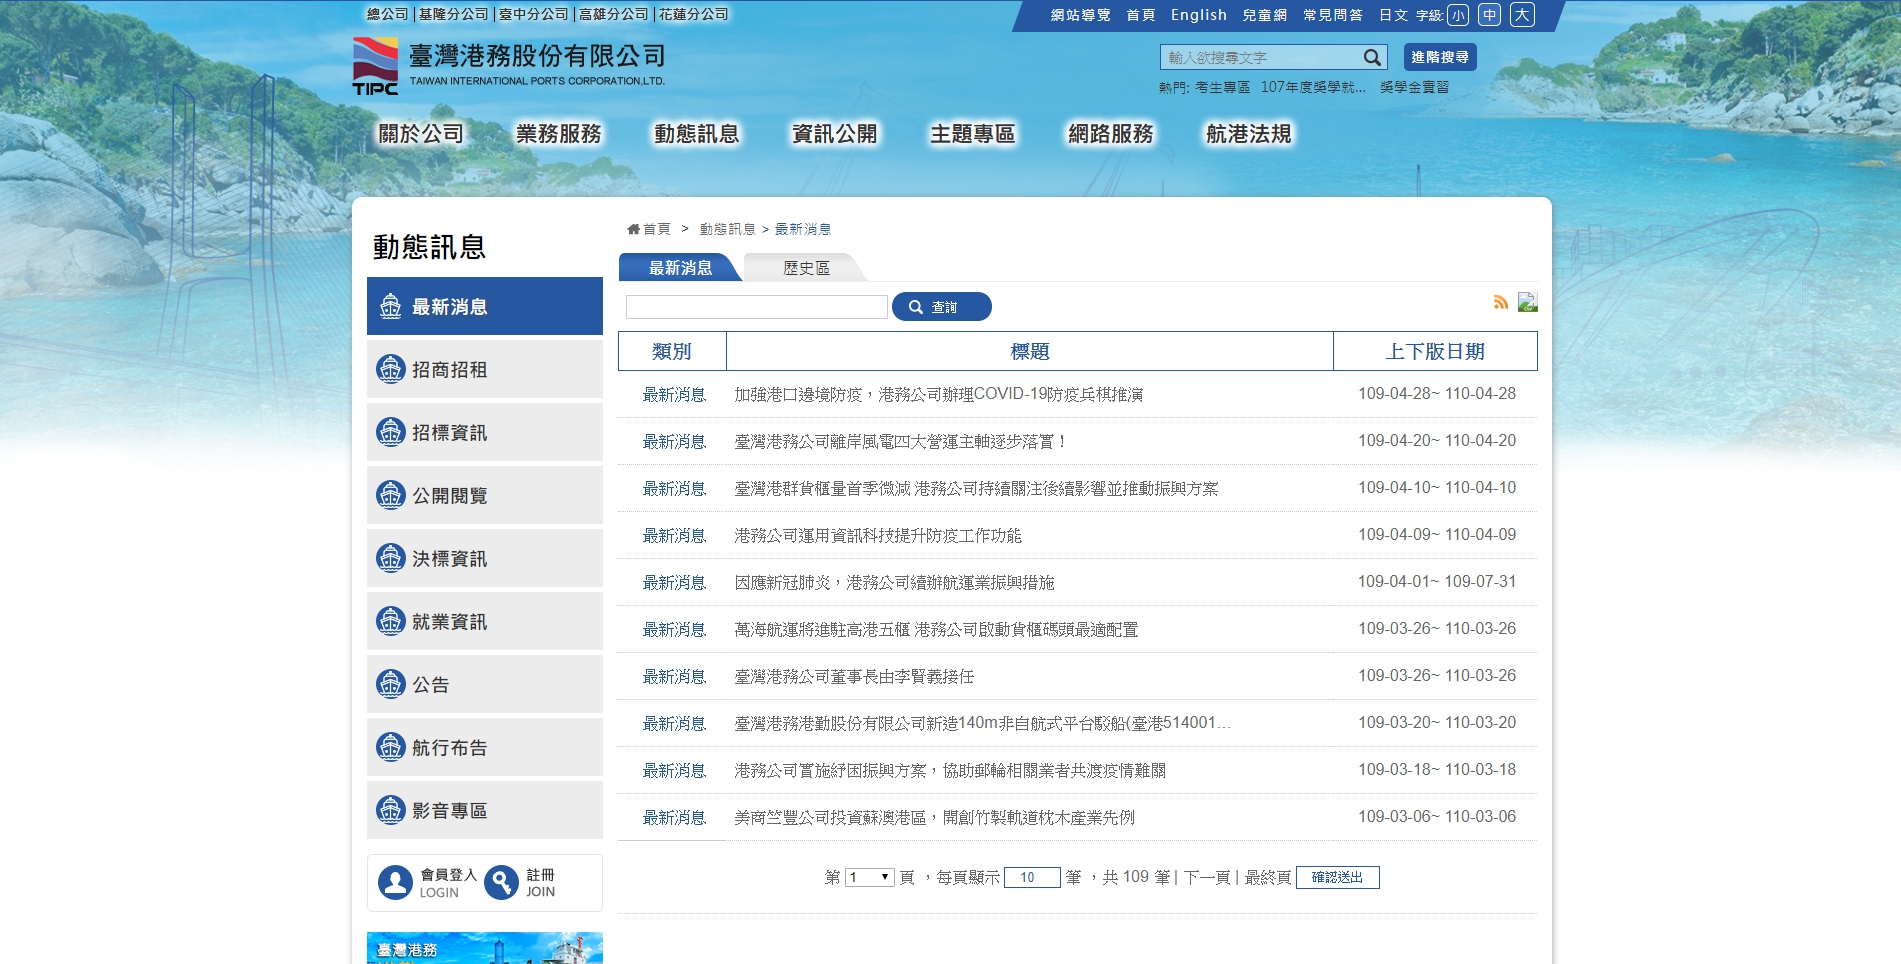 總公司 | 基隆分公司 | 臺中分公司 | 高雄分公司 | 花蓮分公司
網站導覽 首頁 English 兒童網 常見問答 日文 字級: 小 中 大
臺灣港務股份有限公司
TAIWAN INTERNATIONAL PORTS CORPORATION,LTD.
TIPC
輸入欲搜尋文字 進階搜尋
熱門: 考生專區 107年度獎學就... 獎學金實習
關於公司 業務服務 動態訊息 資訊公開 主題專區 網路服務 航港法規
動態訊息
最新消息
招商招租
招標資訊
公開閱覽
決標資訊
就業資訊
公告
航行布告
影音專區
會員登入 LOGIN 註冊 JOIN
臺灣港務
首頁 > 動態訊息 > 最新消息
最新消息 歷史區
查詢
類別 標題 上下版日期
最新消息 加強港口邊境防疫，港務公司辦理COVID-19防疫兵棋推演 109-04-28~ 110-04-28
最新消息 臺灣港務公司離岸風電四大營運主軸逐步落實！ 109-04-20~ 110-04-20
最新消息 臺灣港群貨櫃量首季微減 港務公司持續關注後續影響並推動振興方案 109-04-10~ 110-04-10
最新消息 港務公司運用資訊科技提升防疫工作功能 109-04-09~ 110-04-09
最新消息 因應新冠肺炎，港務公司續辦航運業振興措施 109-04-01~ 109-07-31
最新消息 萬海航運將進駐高港五櫃 港務公司啟動貨櫃碼頭最適配置 109-03-26~ 110-03-26
最新消息 臺灣港務公司董事長由李賢義接任 109-03-26~ 110-03-26
最新消息 臺灣港務港勤股份有限公司新造140m非自航式平台駁船(臺港514001... 109-03-20~ 110-03-20
最新消息 港務公司實施紓困振興方案，協助郵輪相關業者共渡疫情難關 109-03-18~ 110-03-18
最新消息 美商竺豐公司投資蘇澳港區，開創竹製軌道枕木產業先例 109-03-06~ 110-03-06
第 1 頁 ，每頁顯示 10 筆 ，共 109 筆 | 下一頁 | 最終頁 確認送出